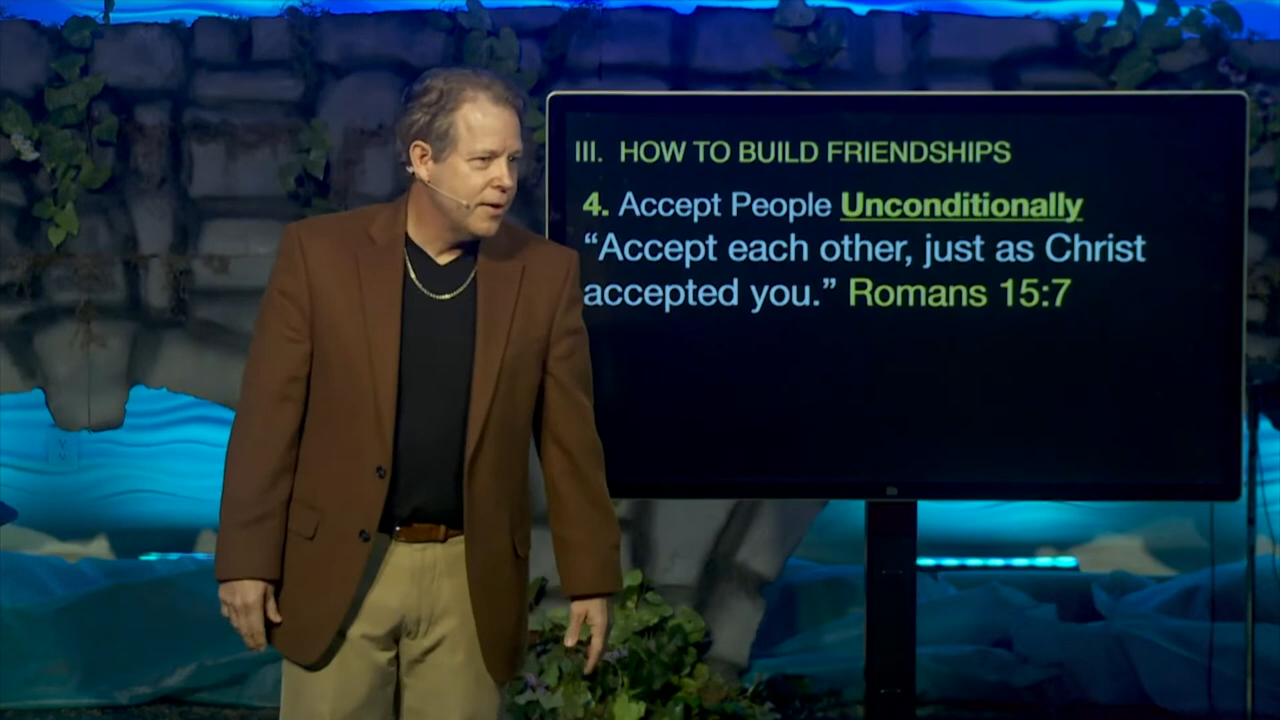 III. HOW TO BUILD FRIENDSHIPS
4. Accept People Unconditionally
“Accept each other, just as Christ
accepted you.” Romans 15:7